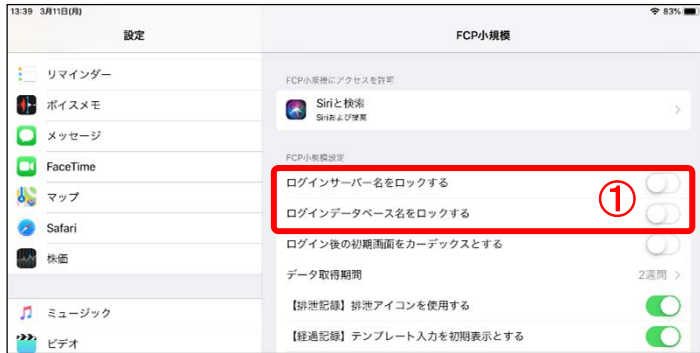 13:39 3月11日(月)
83%
設定
FCP小規模
リマインダー
ボイスメモ
メッセージ
FaceTime
マップ
Safari
株価
ミュージック
ビデオ
FCP小規模にアクセスを許可
Siriと検索
Siriおよび提案
FCP小規模設定
ログインサーバー名をロックする
ログインデータベース名をロックする
①
ログイン後の初期画面をカーデックスとする
データ取得期間
2週間
【排泄記録】排泄アイコンを使用する
【経過記録】テンプレート入力を初期表示とする